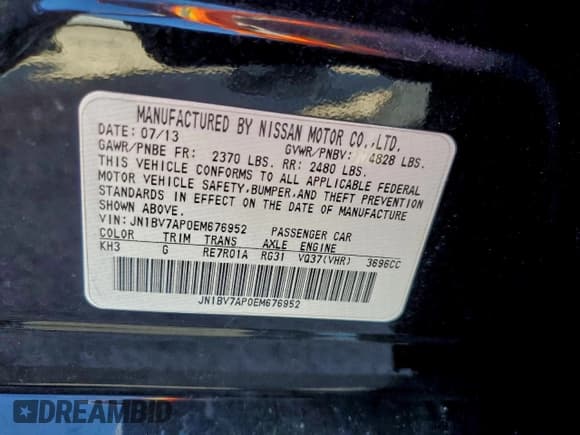 MANUFACTURED BY NISSAN MOTOR CO.,LTD.
DATE: 07/13 GVWR/PNBV: 4828 LBS.
GAWR/PNBE FR: 2370 LBS. RR: 2480 LBS.
THIS VEHICLE CONFORMS TO ALL APPLICABLE FEDERAL
MOTOR VEHICLE SAFETY,BUMPER,AND THEFT PREVENTION
STANDARDS IN EFFECT ON THE DATE OF MANUFACTURE
SHOWN ABOVE.
VIN: JN1BV7AP0EM676952 PASSENGER CAR
COLOR TRIM TRANS AXLE ENGINE
KH3 G RE7R01A RG31 VQ37(VHR) 3696CC
JN1BV7AP0EM676952
DREAMBID